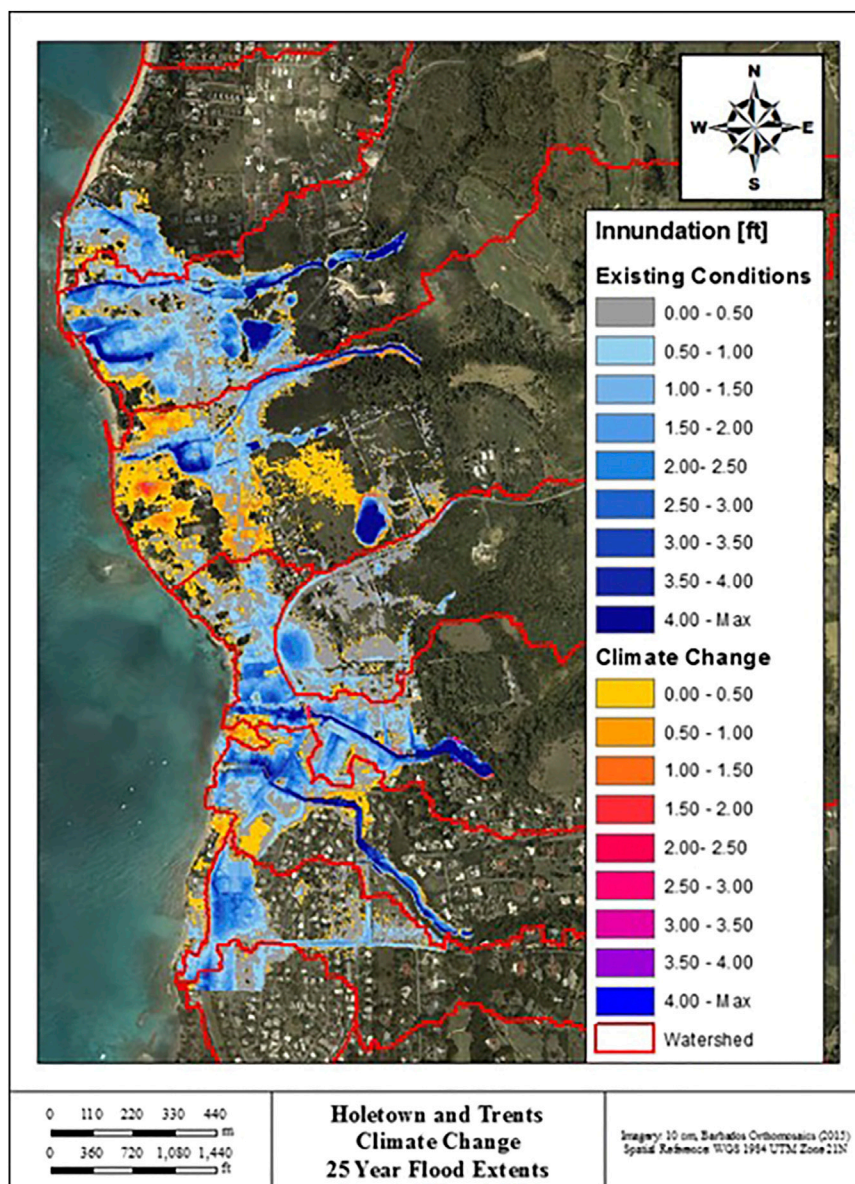 N
W E
S
Innundation [ft]
Existing Conditions
0.00 - 0.50
0.50 - 1.00
1.00 - 1.50
1.50 - 2.00
2.00- 2.50
2.50 - 3.00
3.00 - 3.50
3.50 - 4.00
4.00 - Max
Climate Change
0.00 - 0.50
0.50 - 1.00
1.00 - 1.50
1.50 - 2.00
2.00- 2.50
2.50 - 3.00
3.00 - 3.50
3.50 - 4.00
4.00 - Max
Watershed
0 110 220 330 440
m
0 360 720 1,080 1,440
ft
Holetown and Trents
Climate Change
25 Year Flood Extents
Imagery: 10 cm, Barbados Orthomosaics (2015)
Spatial Reference: WGS 1984 UTM Zone 21N